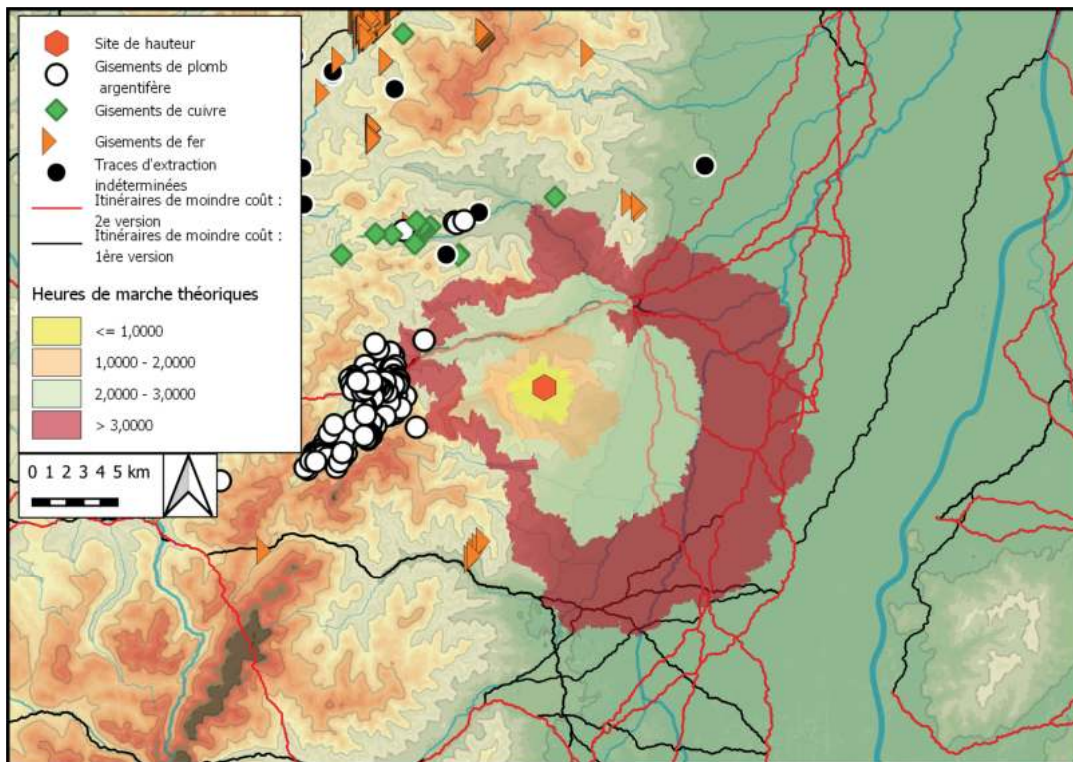 Site de hauteur
Gisements de plomb
argentifère
Gisements de cuivre
Gisements de fer
Traces d'extraction
indéterminées
Itinéraires de moindre coût :
2e version
Itinéraires de moindre coût :
1ère version
Heures de marche théoriques
<= 1,0000
1,0000 - 2,0000
2,0000 - 3,0000
> 3,0000
0 1 2 3 4 5 km